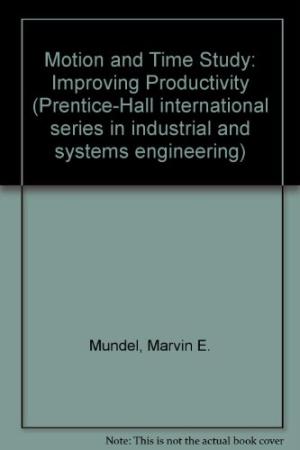 Motion and Time Study:
Improving Productivity
(Prentice-Hall international
series in industrial and
systems engineering)
Mundel, Marvin E.
Note: This is not the actual book cover